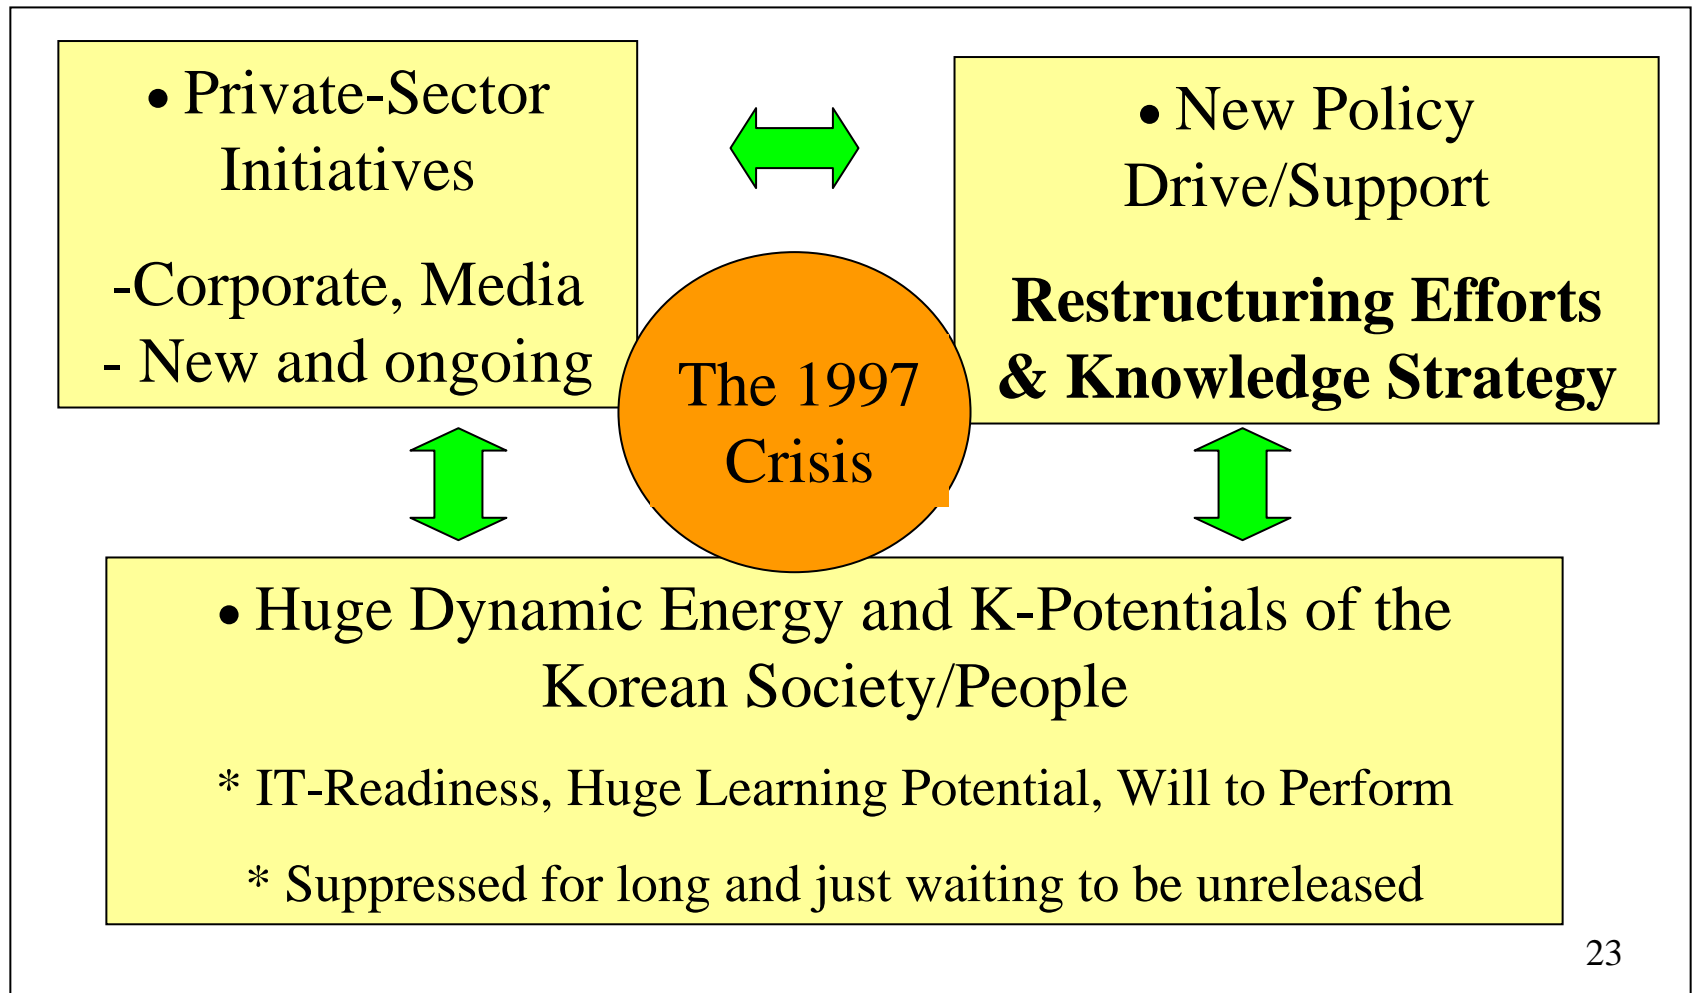 • Private-Sector
Initiatives
-Corporate, Media
- New and ongoing
• New Policy
Drive/Support
Restructuring Efforts
& Knowledge Strategy
The 1997
Crisis
• Huge Dynamic Energy and K-Potentials of the
Korean Society/People
* IT-Readiness, Huge Learning Potential, Will to Perform
* Suppressed for long and just waiting to be unreleased
23